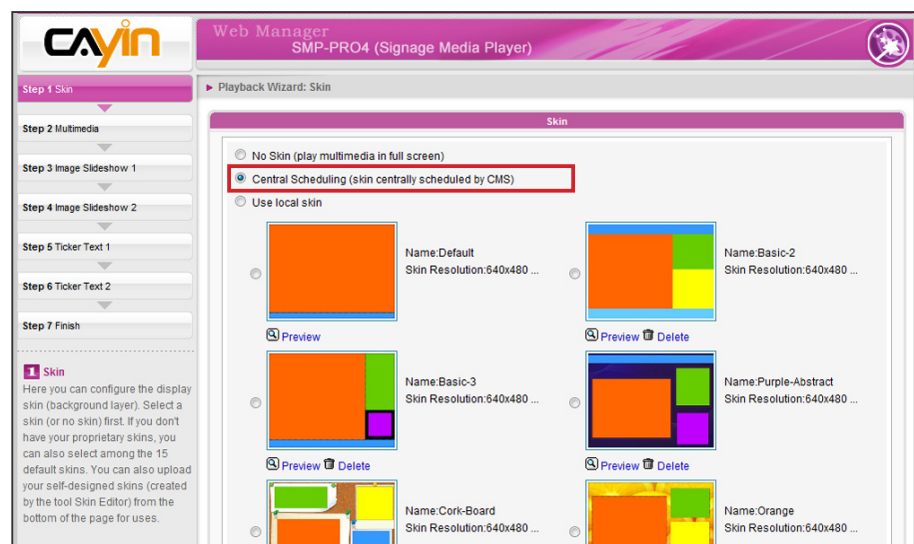 CAYIN
Web Manager
SMP-PRO4 (Signage Media Player)
Step 1 Skin
Step 2 Multimedia
Step 3 Image Slideshow 1
Step 4 Image Slideshow 2
Step 5 Ticker Text 1
Step 6 Ticker Text 2
Step 7 Finish
1 Skin
Here you can configure the display
skin (background layer). Select a
skin (or no skin) first. If you don't
have your proprietary skins, you
can also select among the 15
default skins. You can also upload
your self-designed skins (created
by the tool Skin Editor) from the
bottom of the page for uses.
Playback Wizard: Skin
Skin
No Skin (play multimedia in full screen)
Central Scheduling (skin centrally scheduled by CMS)
Use local skin
Name:Default
Skin Resolution:640x480 ...
Preview
Name:Basic-2
Skin Resolution:640x480 ...
Preview Delete
Name:Basic-3
Skin Resolution:640x480 ...
Preview Delete
Name:Purple-Abstract
Skin Resolution:640x480 ...
Preview Delete
Name:Cork-Board
Skin Resolution:640x480 ...
Name:Orange
Skin Resolution:640x480 ...